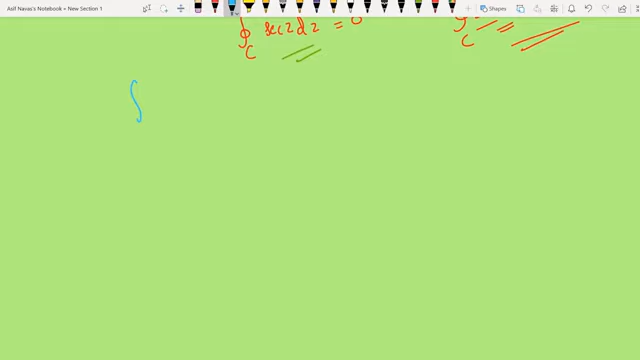 Asif Navas's Notebook • New Section 1
Shapes
∮ sec z dz = 0
C
C
∫